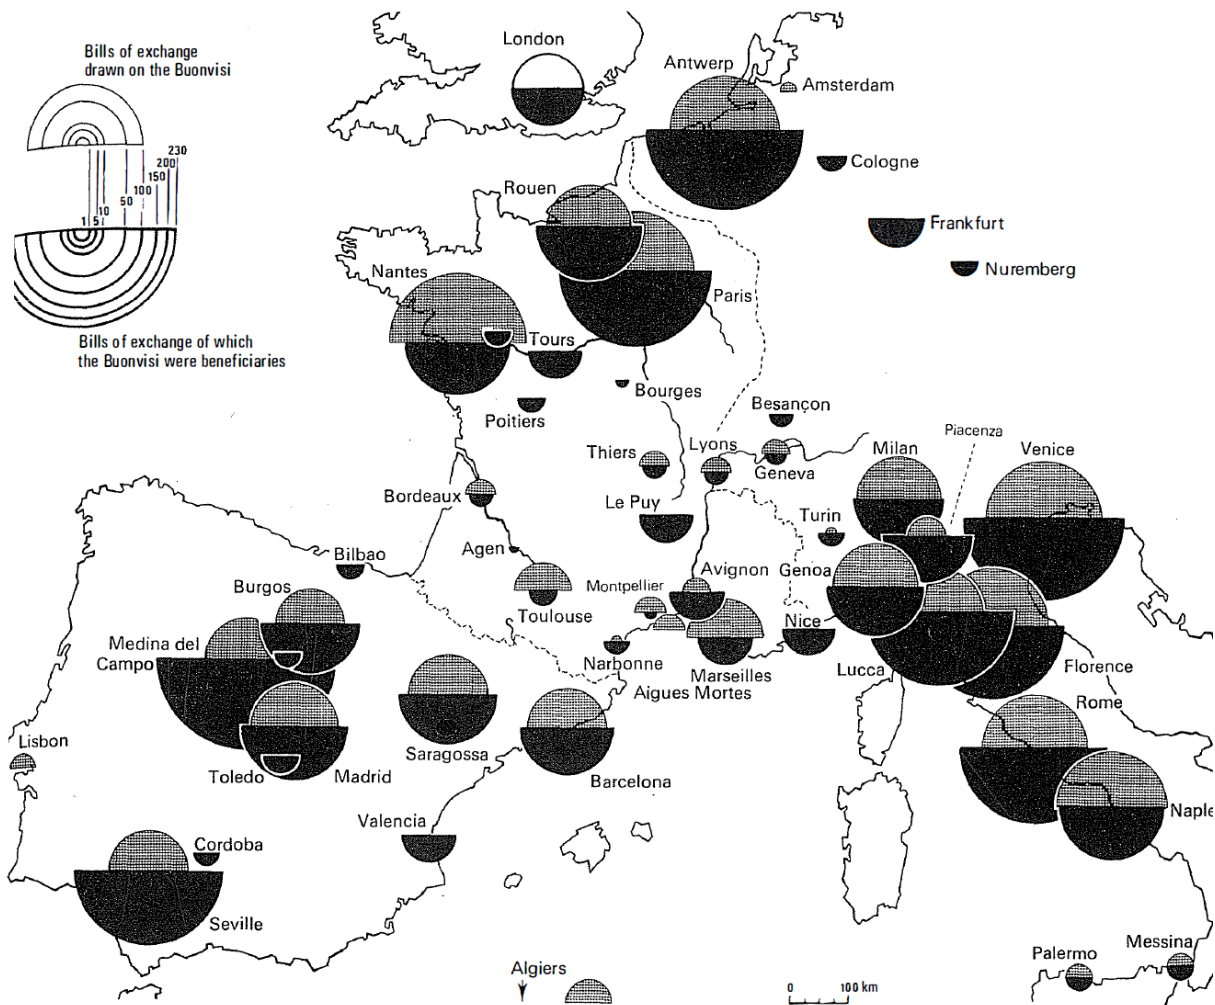 Bills of exchange
drawn on the Buonvisi
1 5 10 50 100 150 200 230
Bills of exchange of which
the Buonvisi were beneficiaries
London
Antwerp
Amsterdam
Cologne
Rouen
Frankfurt
Nuremberg
Nantes
Paris
Tours
Bourges
Poitiers
Besançon
Thiers
Lyons
Geneva
Milan
Piacenza
Venice
Bordeaux
Le Puy
Turin
Agen
Bilbao
Avignon
Genoa
Montpellier
Burgos
Toulouse
Nice
Medina del
Campo
Narbonne
Marseilles
Aigues Mortes
Lucca
Florence
Rome
Lisbon
Saragossa
Toledo
Madrid
Barcelona
Naple
Valencia
Cordoba
Seville
Palermo
Messina
Algiers
0 100 km